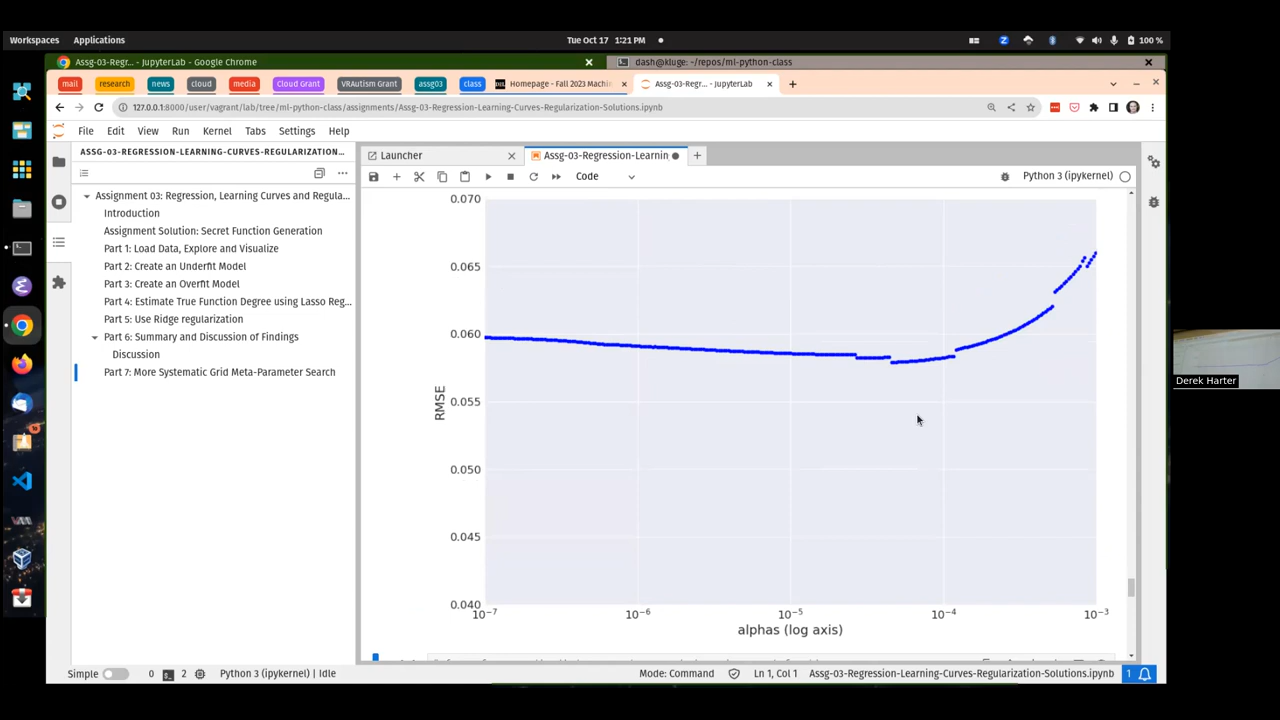 Workspaces Applications Tue Oct 17 1:21 PM 100 %
Assg-03-Regr... - JupyterLab - Google Chrome dash@kluge: ~/repos/ml-python-class
mail research news cloud media Cloud Grant VRAutism Grant assg03 class Homepage - Fall 2023 Machi Assg-03-Regr... - JupyterLab
127.0.0.1:8000/user/vagrant/lab/tree/ml-python-class/assignments/Assg-03-Regression-Learning-Curves-Regularization-Solutions.ipynb
File Edit View Run Kernel Tabs Settings Help
ASSG-03-REGRESSION-LEARNING-CURVES-REGULARIZATION...
Launcher Assg-03-Regression-Learnin
Code Python 3 (ipykernel)
Assignment 03: Regression, Learning Curves and Regula...
Introduction
Assignment Solution: Secret Function Generation
Part 1: Load Data, Explore and Visualize
Part 2: Create an Underfit Model
Part 3: Create an Overfit Model
Part 4: Estimate True Function Degree using Lasso Reg...
Part 5: Use Ridge regularization
Part 6: Summary and Discussion of Findings
Discussion
Part 7: More Systematic Grid Meta-Parameter Search
0.070
0.065
0.060
0.055
0.050
0.045
0.040
RMSE
10⁻⁷ 10⁻⁶ 10⁻⁵ 10⁻⁴ 10⁻³
alphas (log axis)
Derek Harter
Simple 0 2 Python 3 (ipykernel) | Idle Mode: Command Ln 1, Col 1 Assg-03-Regression-Learning-Curves-Regularization-Solutions.ipynb 1